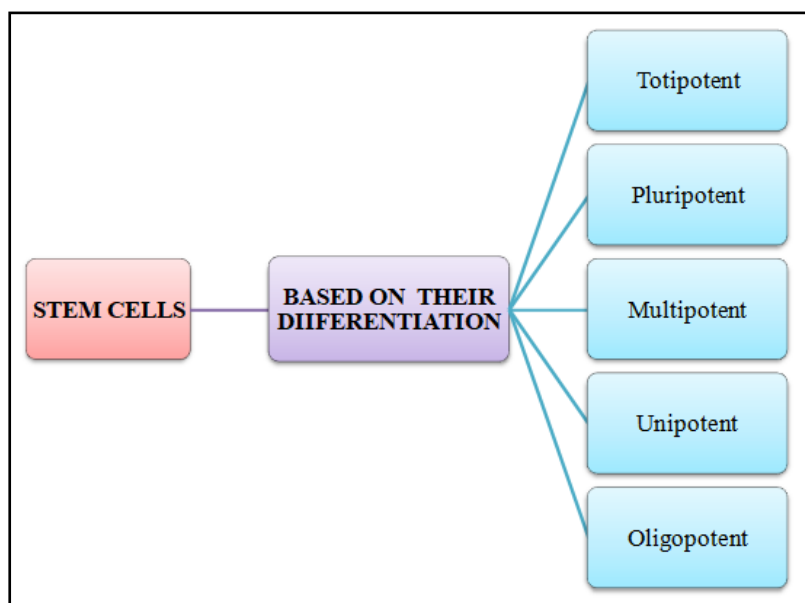 STEM CELLS
BASED ON THEIR
DIIFERENTIATION
Totipotent
Pluripotent
Multipotent
Unipotent
Oligopotent